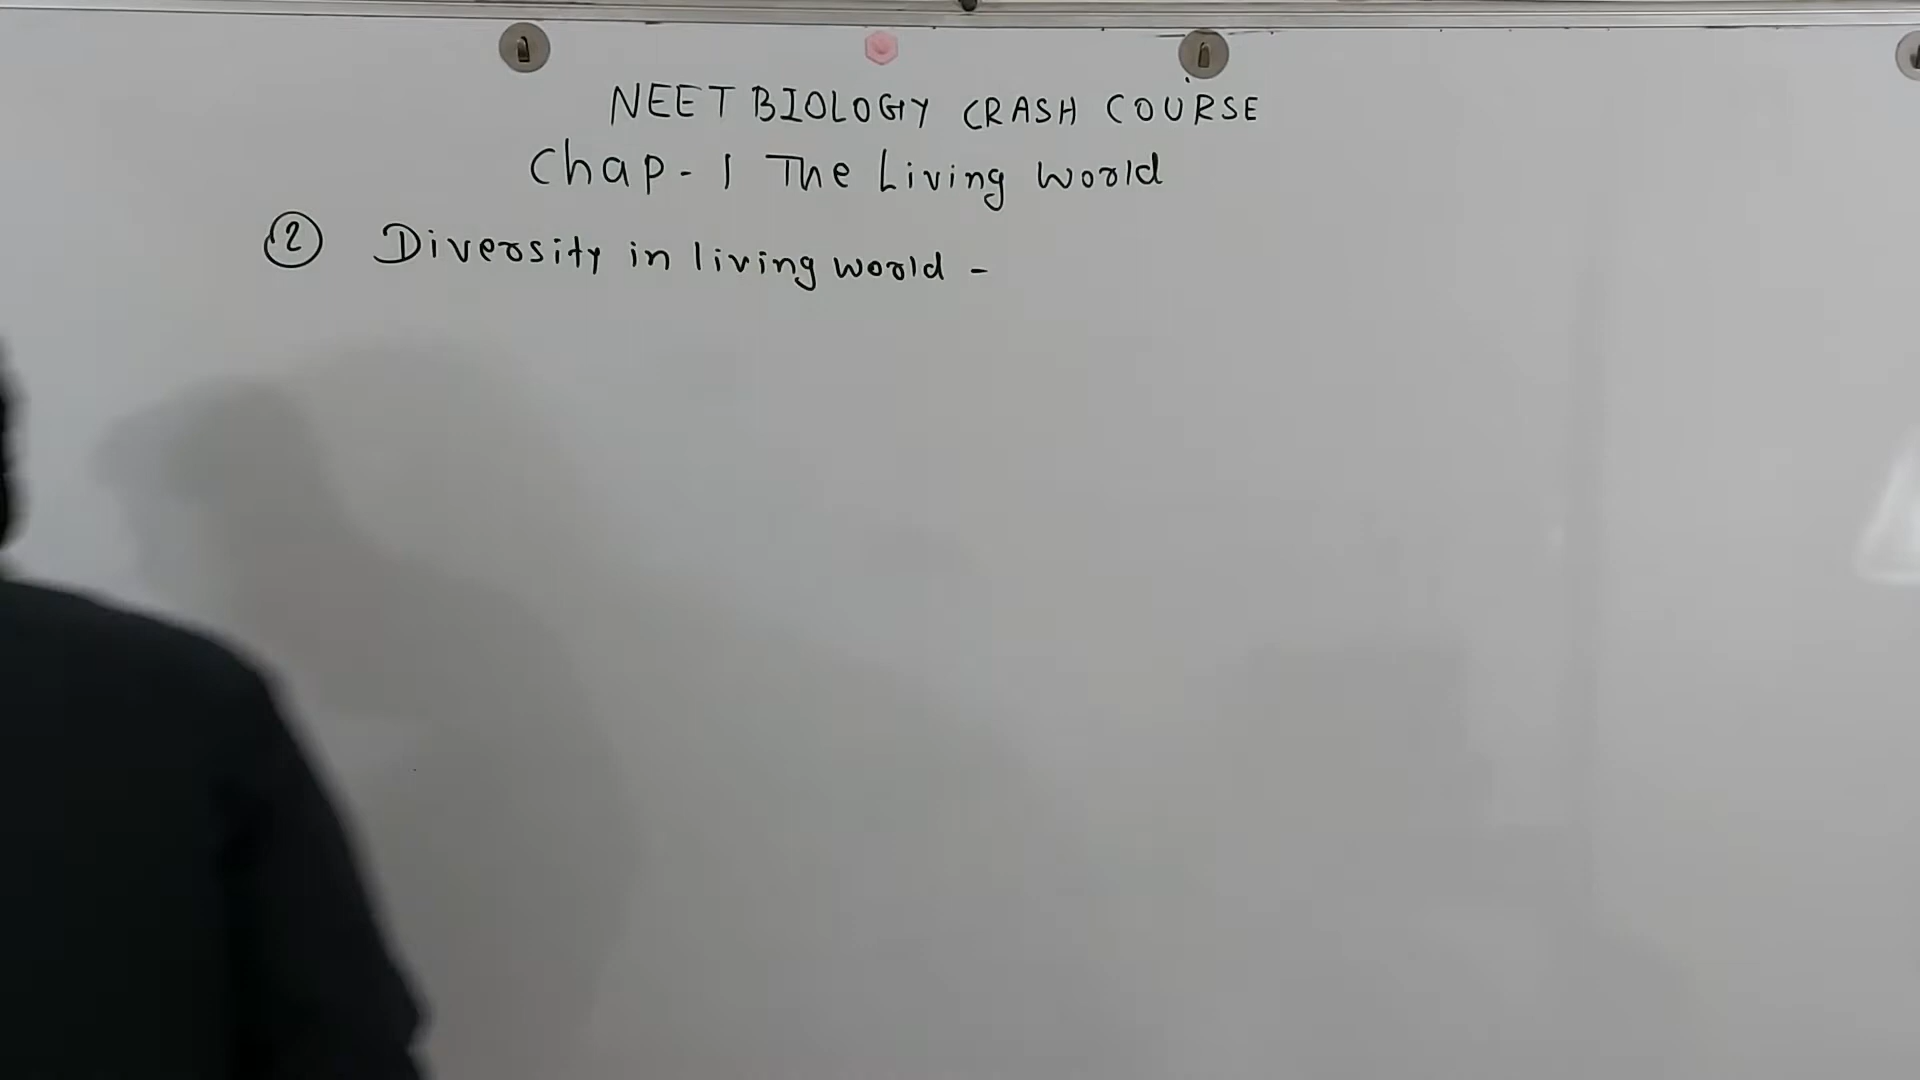 NEET BIOLOGY CRASH COURSE
Chap-1 The Living World
② Diversity in living world -